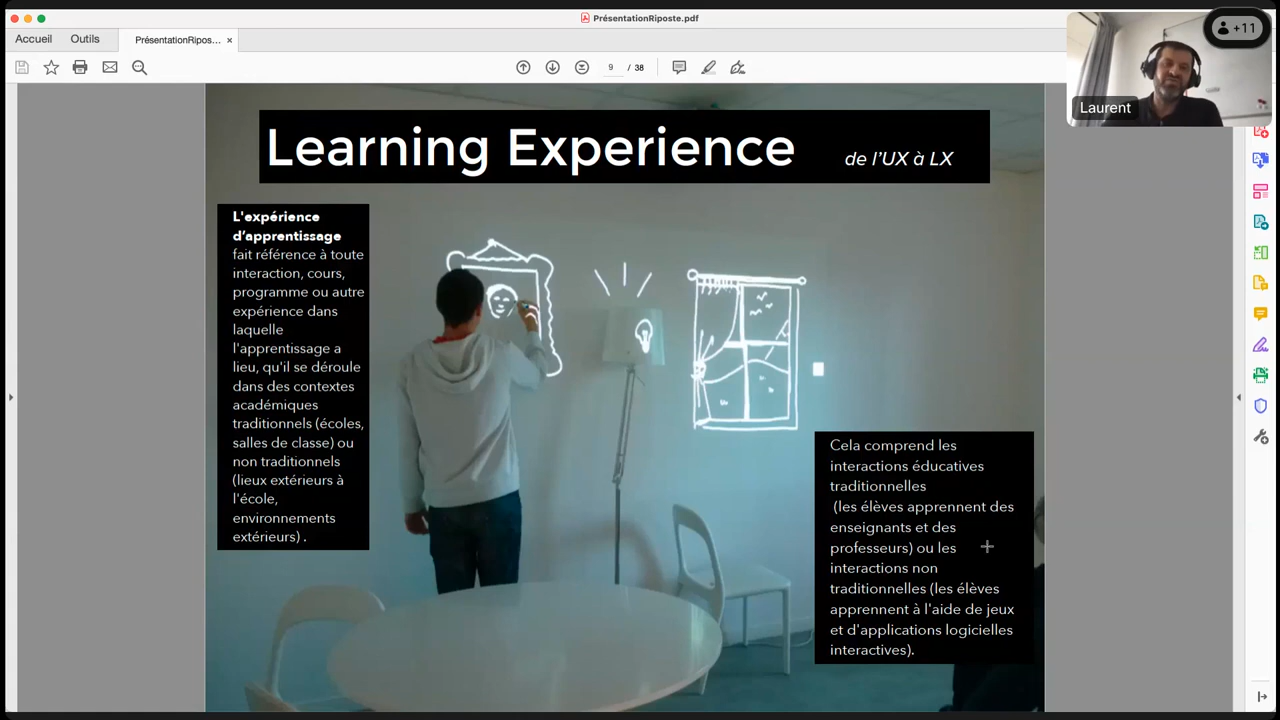 PrésentationRiposte.pdf
+11
Accueil
Outils
PrésentationRipos...
9 / 38
Laurent
Learning Experience
de l'UX à LX
L'expérience
d'apprentissage
fait référence à toute
interaction, cours,
programme ou autre
expérience dans
laquelle
l'apprentissage a
lieu, qu'il se déroule
dans des contextes
académiques
traditionnels (écoles,
salles de classe) ou
non traditionnels
(lieux extérieurs à
l'école,
environnements
extérieurs) .
Cela comprend les
interactions éducatives
traditionnelles
(les élèves apprennent des
enseignants et des
professeurs) ou les
interactions non
traditionnelles (les élèves
apprennent à l'aide de jeux
et d'applications logicielles
interactives).